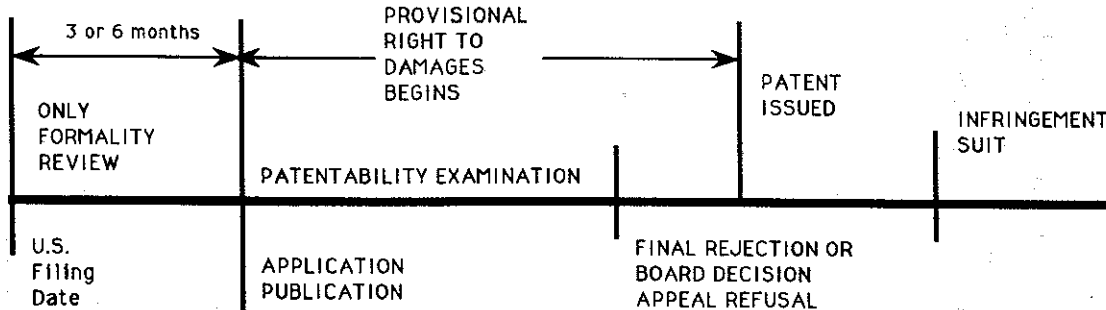 3 or 6 months
PROVISIONAL
RIGHT TO
DAMAGES
BEGINS
PATENT
ISSUED
ONLY
FORMALITY
REVIEW
INFRINGEMENT
SUIT
PATENTABILITY EXAMINATION
U.S.
Filing
Date
APPLICATION
PUBLICATION
FINAL REJECTION OR
BOARD DECISION
APPEAL REFUSAL